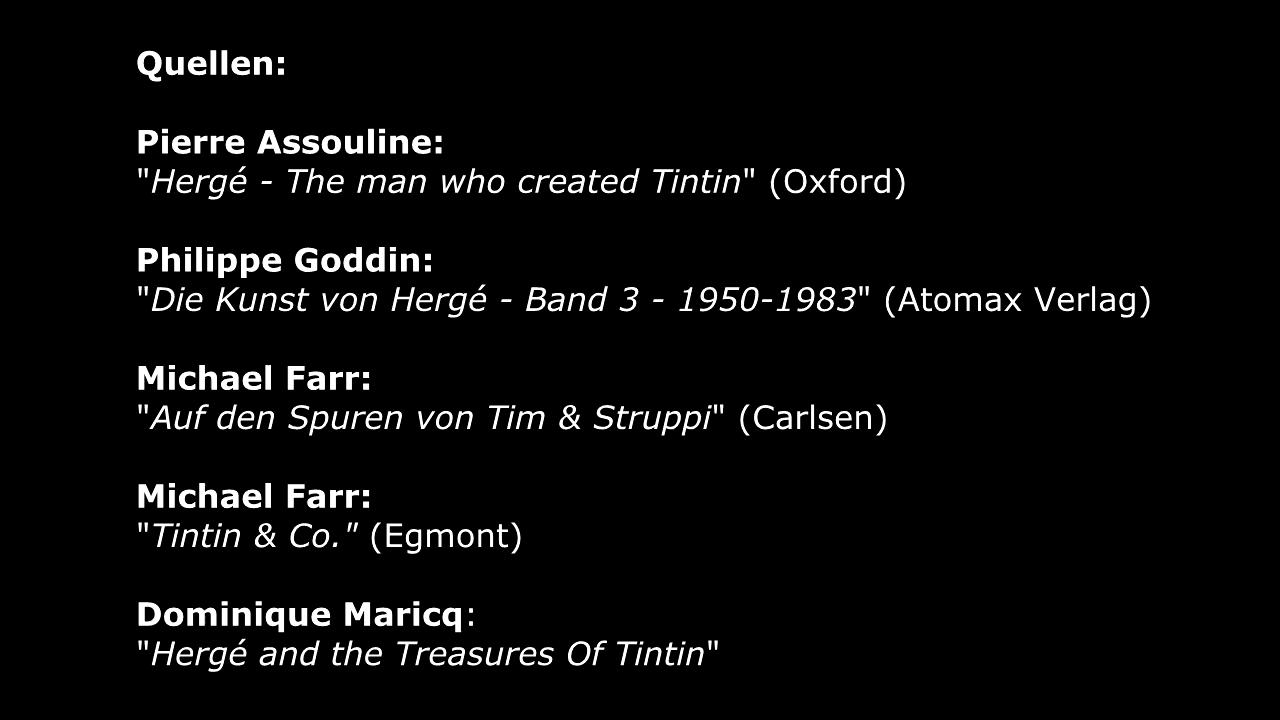 Quellen:
Pierre Assouline:
"Hergé - The man who created Tintin" (Oxford)
Philippe Goddin:
"Die Kunst von Hergé - Band 3 - 1950-1983" (Atomax Verlag)
Michael Farr:
"Auf den Spuren von Tim & Struppi" (Carlsen)
Michael Farr:
"Tintin & Co." (Egmont)
Dominique Maricq:
"Hergé and the Treasures Of Tintin"